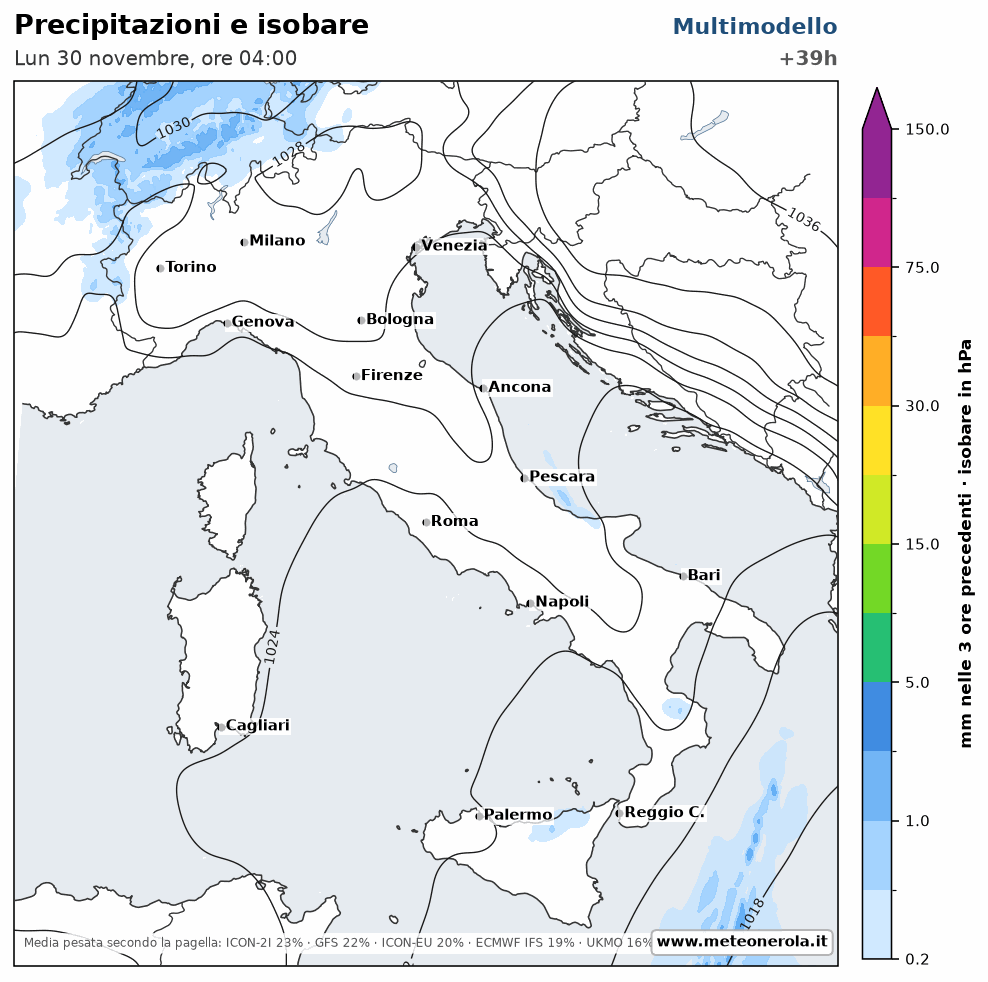 Precipitazioni e isobare
Multimodello
Lun 30 novembre, ore 04:00
+39h
1030
1028
1036
Milano
Venezia
Torino
Genova
Bologna
Firenze
Ancona
Pescara
Roma
Bari
Napoli
1024
Cagliari
Palermo
Reggio C.
1018
Media pesata secondo la pagella: ICON-2I 23% · GFS 22% · ICON-EU 20% · ECMWF IFS 19% · UKMO 16%
www.meteonerola.it
150.0
75.0
30.0
15.0
5.0
1.0
0.2
mm nelle 3 ore precedenti · isobare in hPa